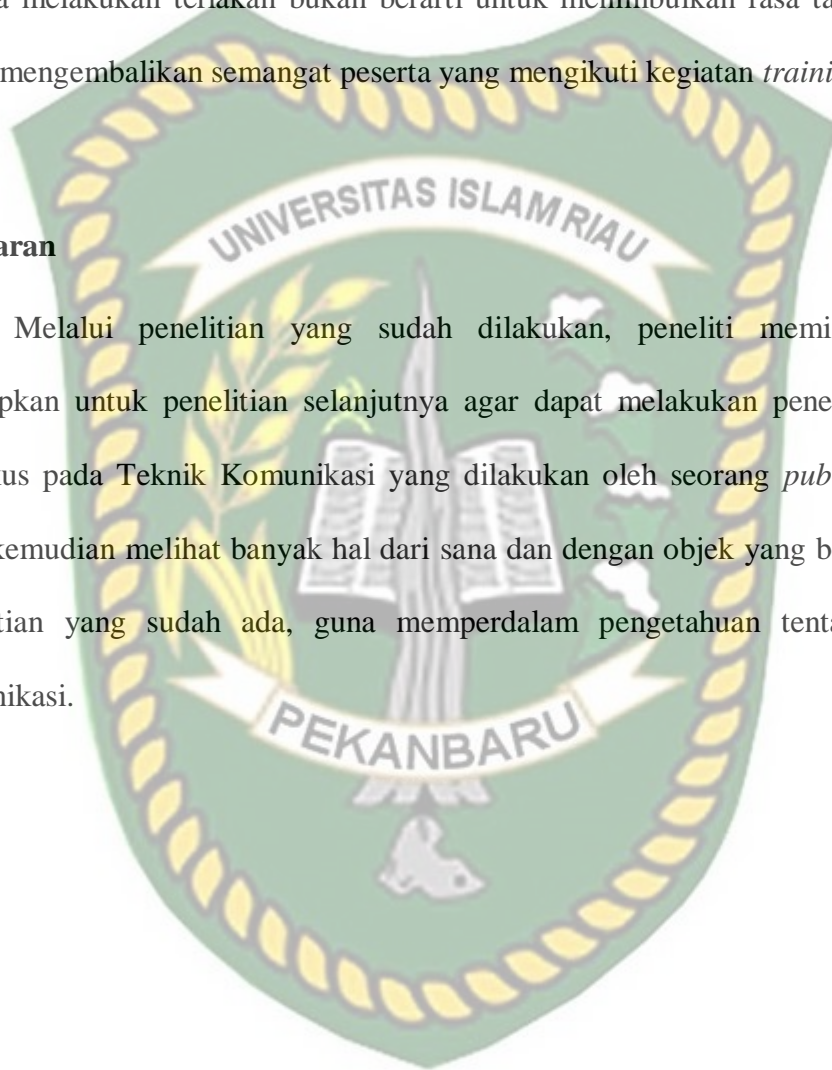 melakukan teriakan bukan berarti untuk menimbulkan rasa
mengembalikan semangat peserta yang mengikuti kegiatan
UNIVERSITAS ISLAM RIAU
aran
Melalui penelitian yang sudah dilakukan, peneliti memi
pkan untuk penelitian selanjutnya agar dapat melakukan pene
us pada Teknik Komunikasi yang dilakukan oleh seorang pub
kemudian melihat banyak hal dari sana dan dengan objek yang b
tian yang sudah ada, guna memperdalam pengetahuan tenta
nikasi.
PEKANBARU